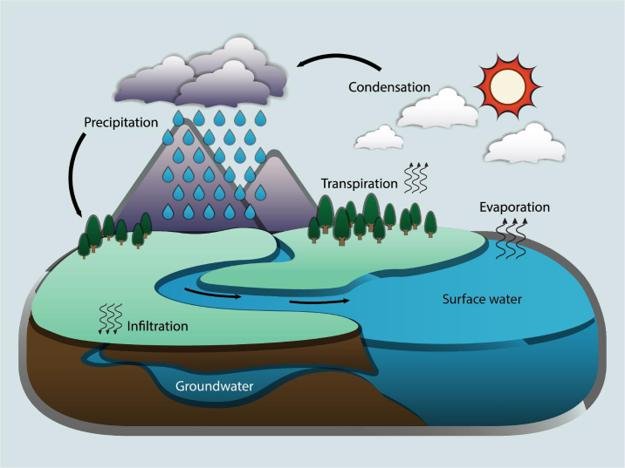 Condensation
Precipitation
Transpiration
Evaporation
Surface water
Infiltration
Groundwater